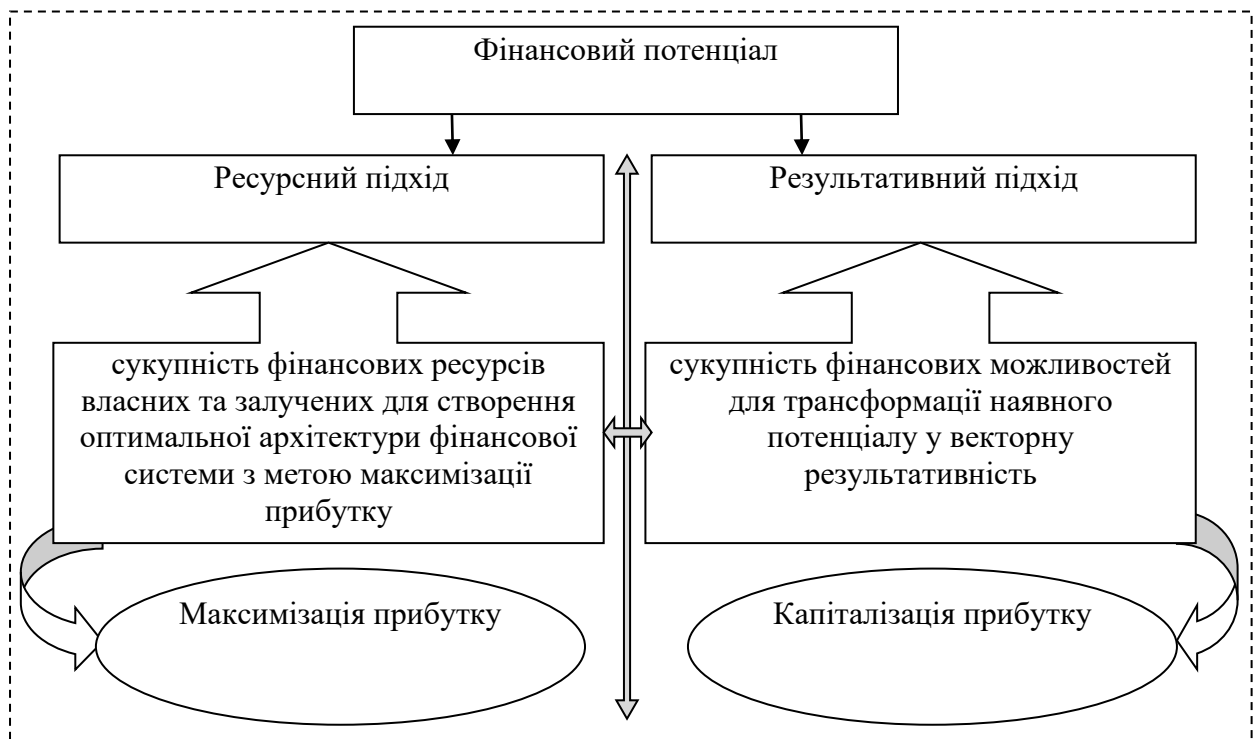 Фінансовий потенціал
Ресурсний підхід
Результативний підхід
сукупність фінансових ресурсів
власних та залучених для створення
оптимальної архітектури фінансової
системи з метою максимізації
прибутку
сукупність фінансових можливостей
для трансформації наявного
потенціалу у векторну
результативність
Максимізація прибутку
Капіталізація прибутку